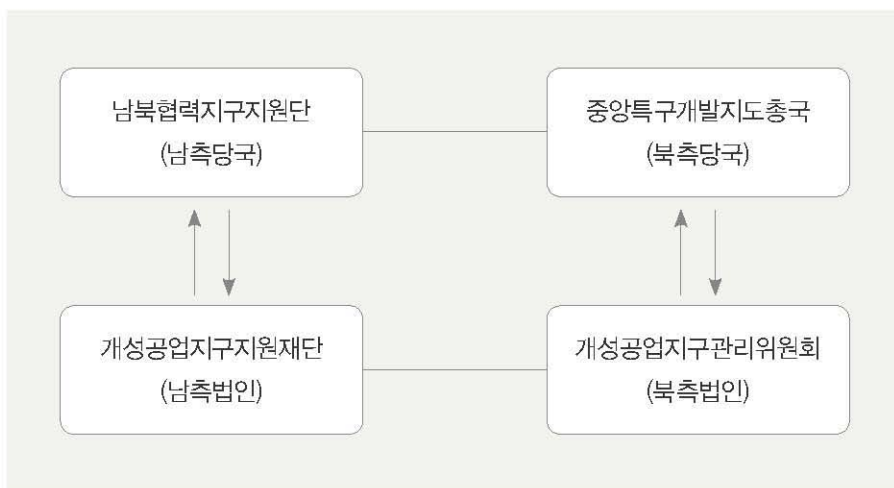 남북협력지구지원단
(남측당국)
중앙특구개발지도총국
(북측당국)
개성공업지구지원재단
(남측법인)
개성공업지구관리위원회
(북측법인)